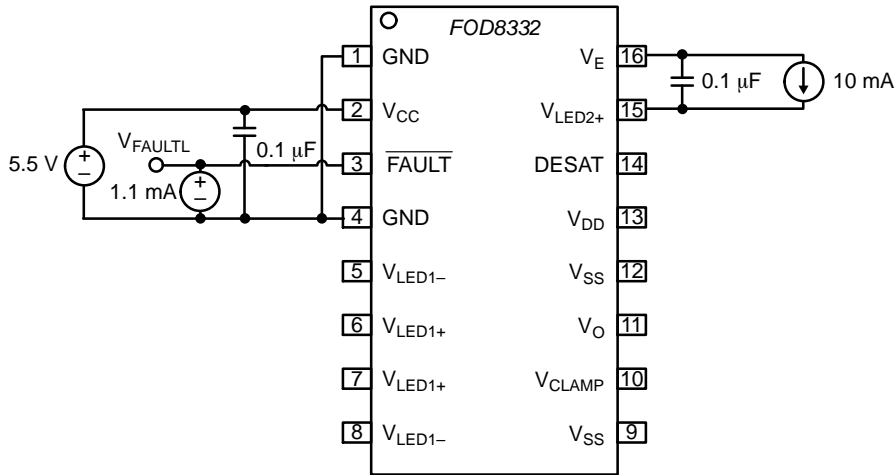 FOD8332
1 GND
2 VCC
3 FAULT
4 GND
5 VLED1–
6 VLED1+
7 VLED1+
8 VLED1–
VE 16
VLED2+ 15
DESAT 14
VDD 13
VSS 12
VO 11
VCLAMP 10
VSS 9
5.5 V
+
–
VFAULTL
1.1 mA
+
–
0.1 μF
0.1 μF
10 mA